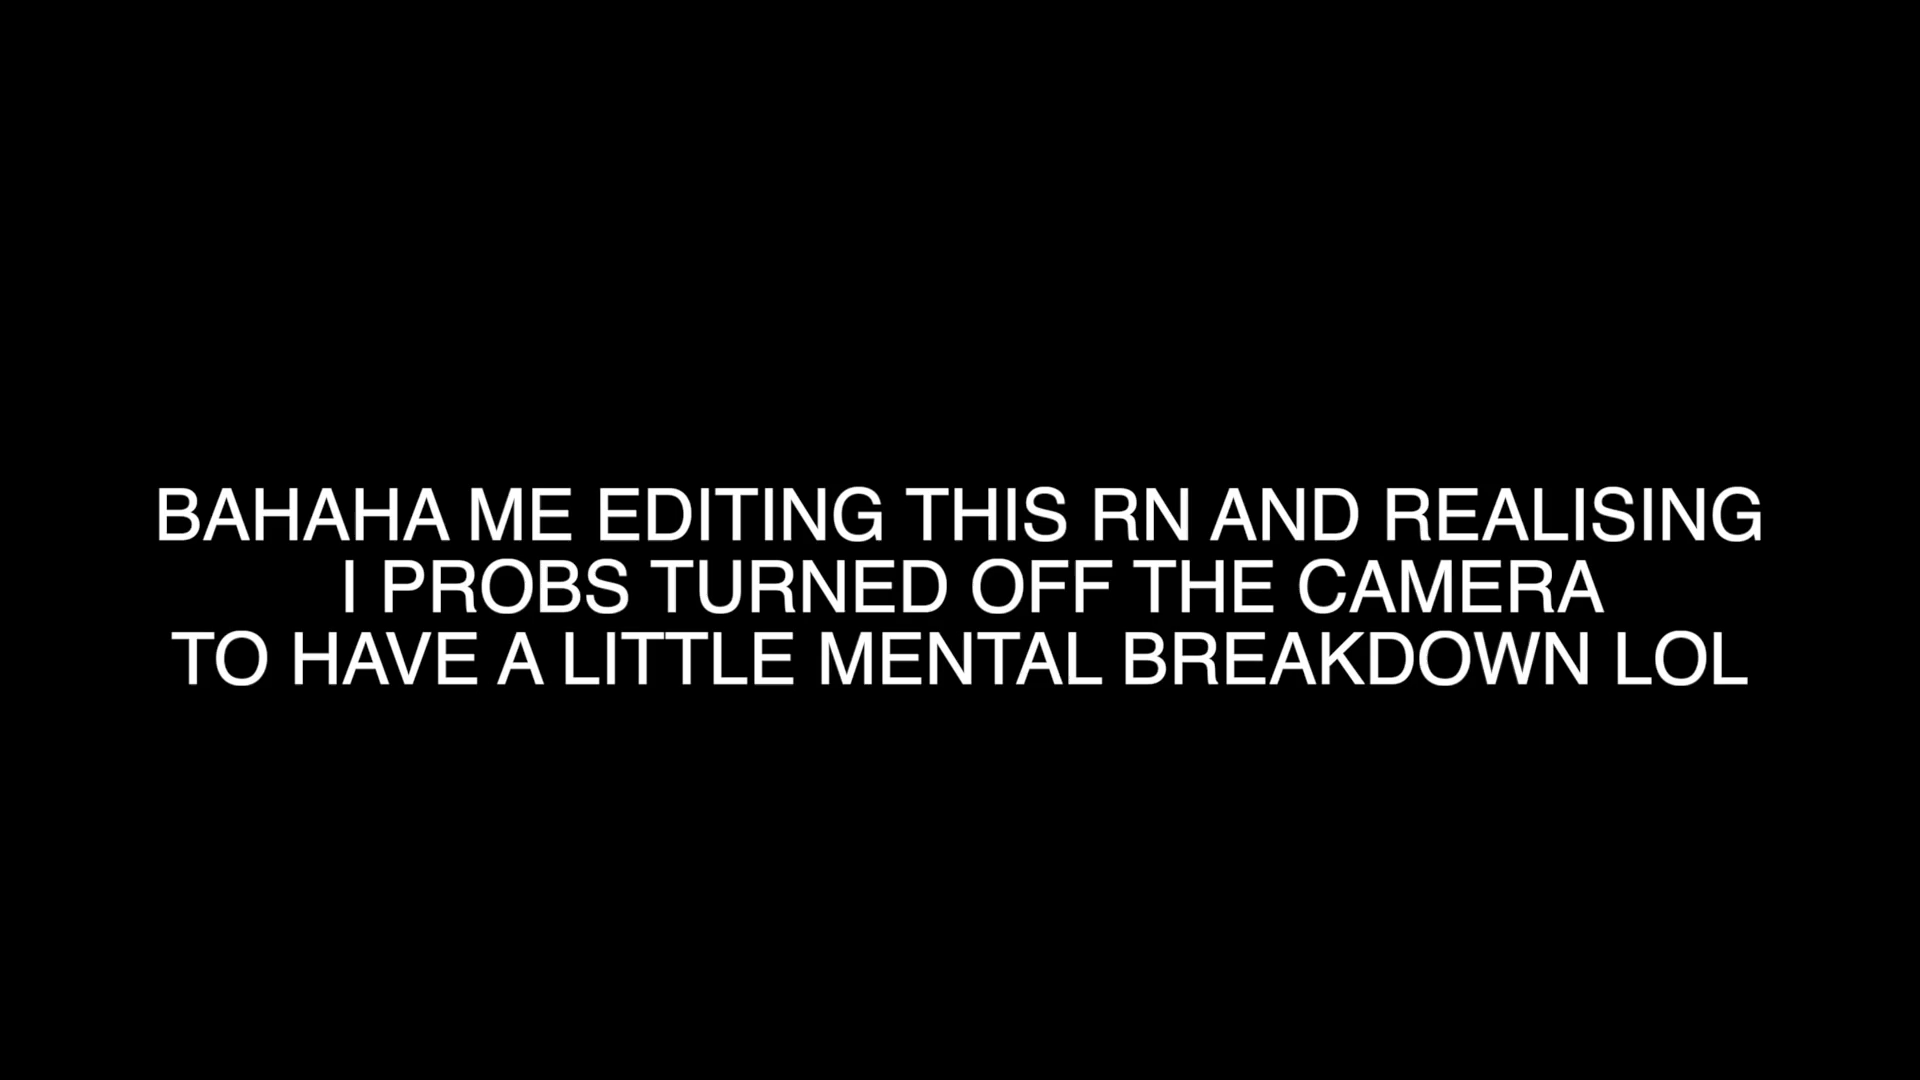 BAHAHA ME EDITING THIS RN AND REALISING
I PROBS TURNED OFF THE CAMERA
TO HAVE A LITTLE MENTAL BREAKDOWN LOL